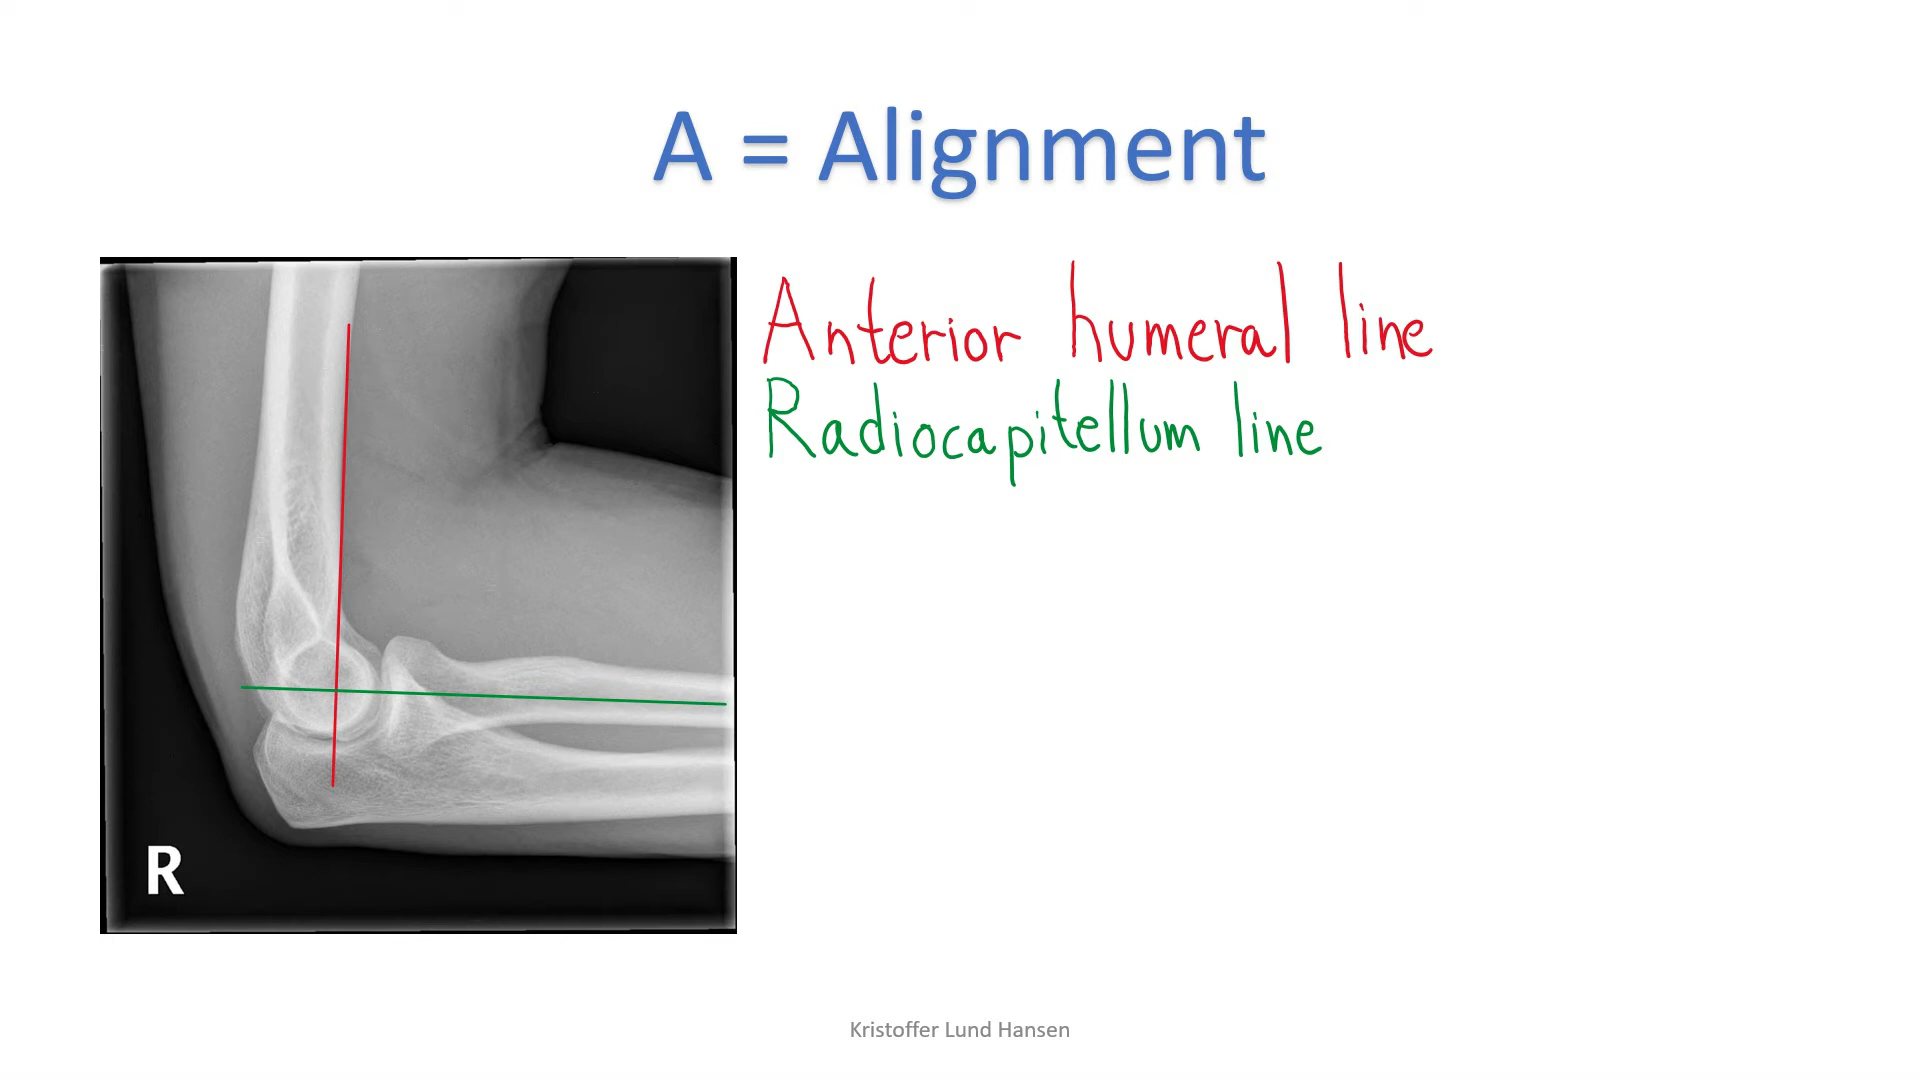 A = Alignment
Anterior humeral line
Radiocapitellum line
R
Kristoffer Lund Hansen